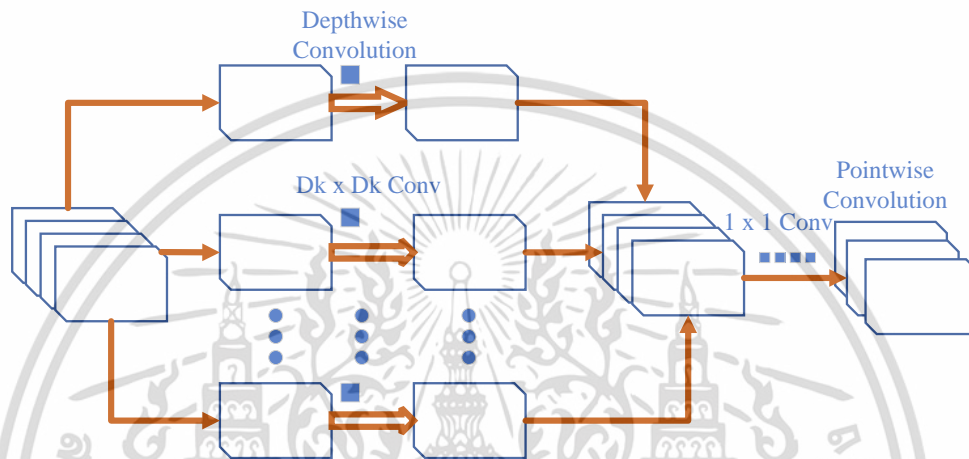 Depthwise
Convolution
Dk x Dk Conv
Pointwise
Convolution
1 x 1 Conv